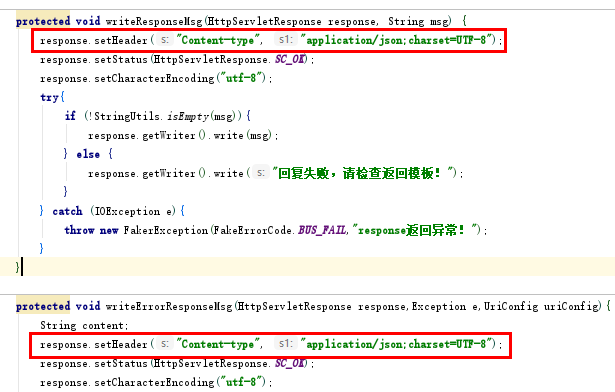 protected void writeResponseMsg(HttpServletResponse response, String msg) {
response.setHeader( s: "Content-type", s1: "application/json;charset=UTF-8");
response.setStatus(HttpServletResponse.SC_OK);
response.setCharacterEncoding("utf-8");
try{
if (!StringUtils.isEmpty(msg)){
response.getWriter().write(msg);
} else {
response.getWriter().write( s: "回复失败，请检查返回模板！");
}
} catch (IOException e){
throw new FakerException(FakeErrorCode.BUS_FAIL,"response返回异常！");
}
}
protected void writeErrorResponseMsg(HttpServletResponse response,Exception e,UriConfig uriConfig){
String content;
response.setHeader( s: "Content-type", s1: "application/json;charset=UTF-8");
response.setStatus(HttpServletResponse.SC_OK);
response.setCharacterEncoding("utf-8");